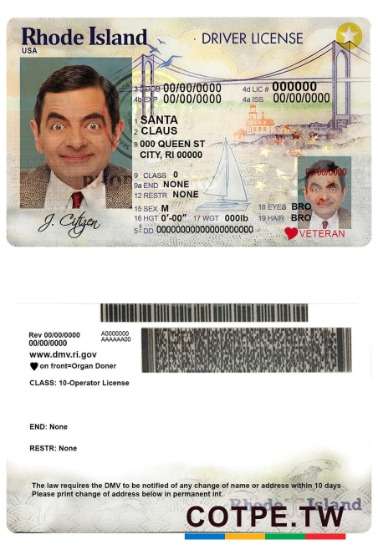 Rhode Island
USA
DRIVER LICENSE
3 DOB 00/00/0000
4d LIC # 000000
4b EXP 00/00/0000
4a ISS 00/00/0000
1 SANTA
2 CLAUS
8 000 QUEEN ST
CITY, RI 00000
9 CLASS 0
9a END NONE
12 RESTR NONE
00/00/0000
15 SEX M
18 EYES BRO
16 HGT 0'-00" 17 WGT 000lb
19 HAIR BRO
J. Citizen
5 DD 00000000000000000000
VETERAN
Rev 00/00/0000
00/00/0000
A0000000
AAAAAA00
www.dmv.ri.gov
on front=Organ Doner
CLASS: 10-Operator License
END: None
RESTR: None
The law requires the DMV to be notified of any change of name or address within 10 days
Please print change of address below in permanent int.
Rhode Island
COTPE.TW